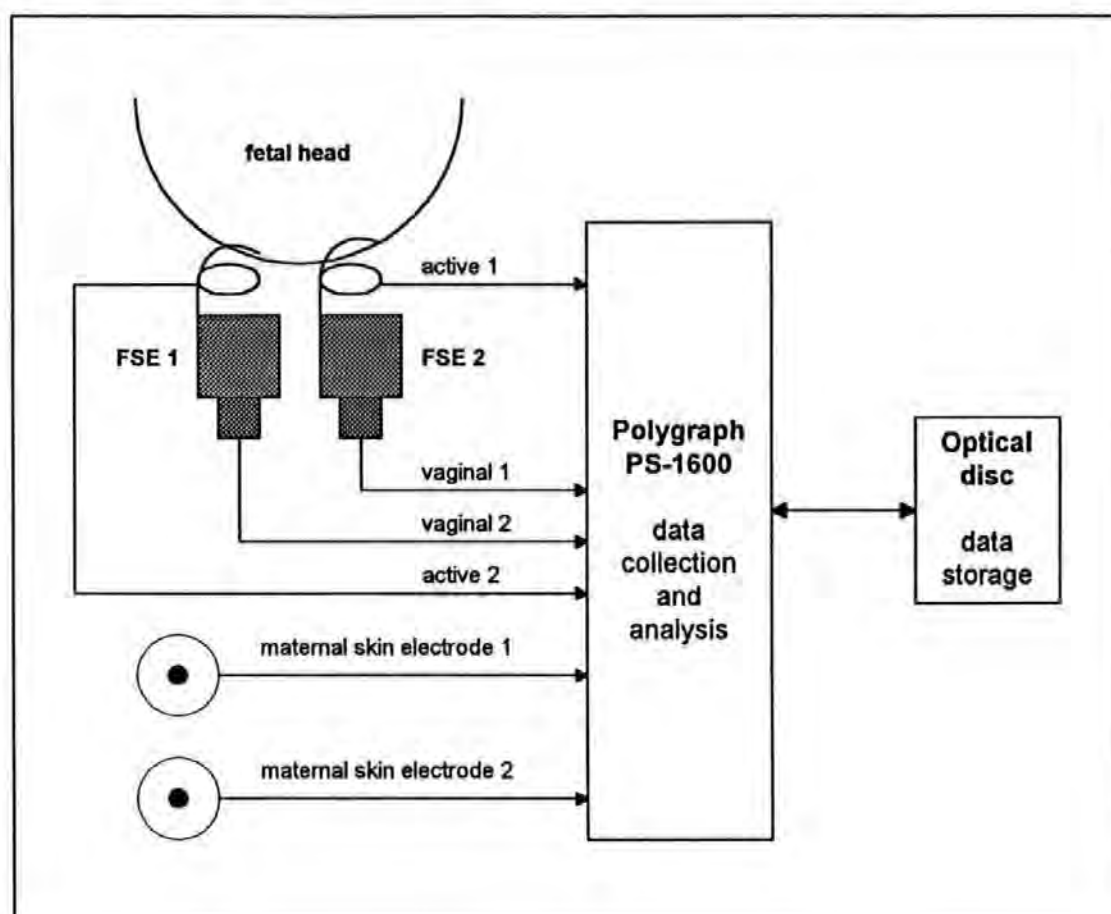 fetal head
active 1
FSE 1
FSE 2
vaginal 1
vaginal 2
active 2
maternal skin electrode 1
maternal skin electrode 2
Polygraph
PS-1600
data
collection
and
analysis
Optical
disc
data
storage